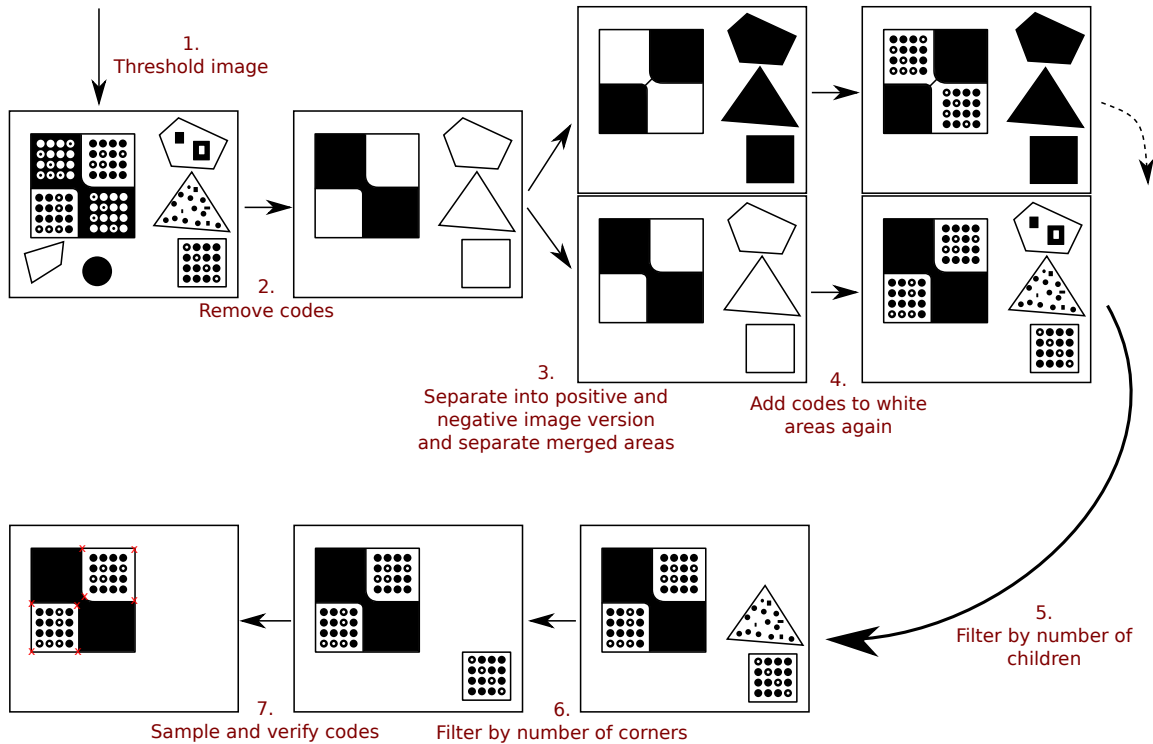 1.
Threshold image
2.
Remove codes
3.
Separate into positive and
negative image version
and separate merged areas
4.
Add codes to white
areas again
5.
Filter by number of
children
6.
Filter by number of corners
7.
Sample and verify codes